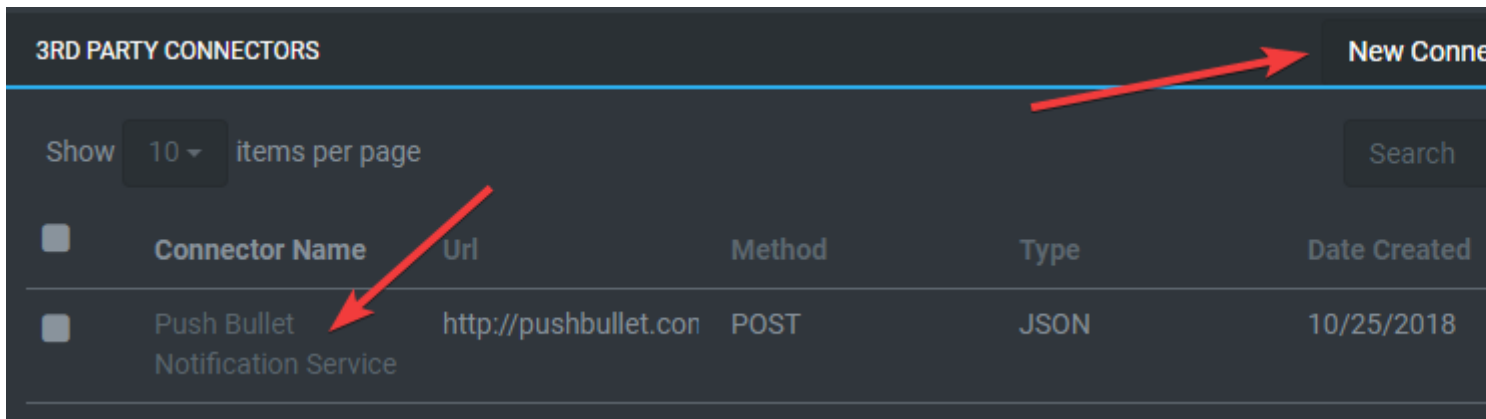 3RD PARTY CONNECTORS New Conne
Show 10 items per page Search
Connector Name Url Method Type Date Created
Push Bullet http://pushbullet.con POST JSON 10/25/2018
Notification Service